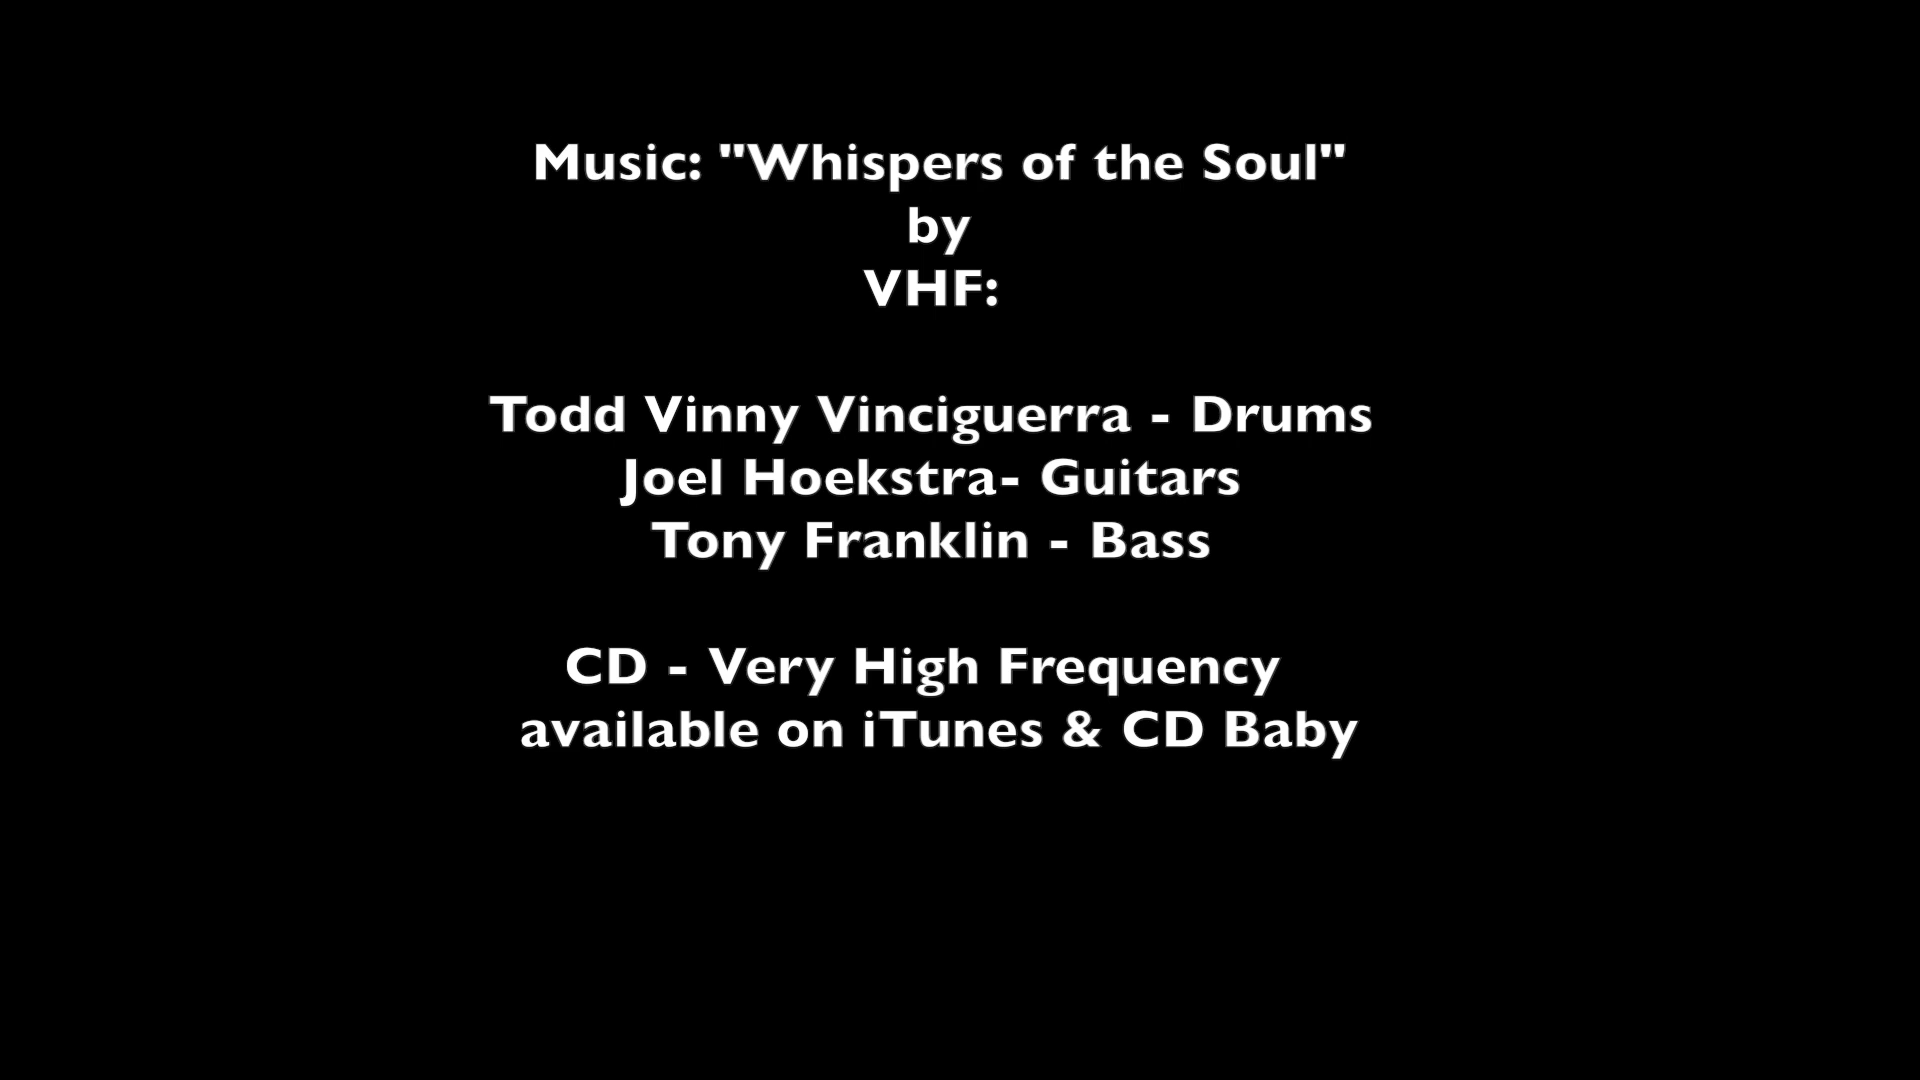 Music: "Whispers of the Soul"
by
VHF:
Todd Vinny Vinciguerra - Drums
Joel Hoekstra- Guitars
Tony Franklin - Bass
CD - Very High Frequency
available on iTunes & CD Baby